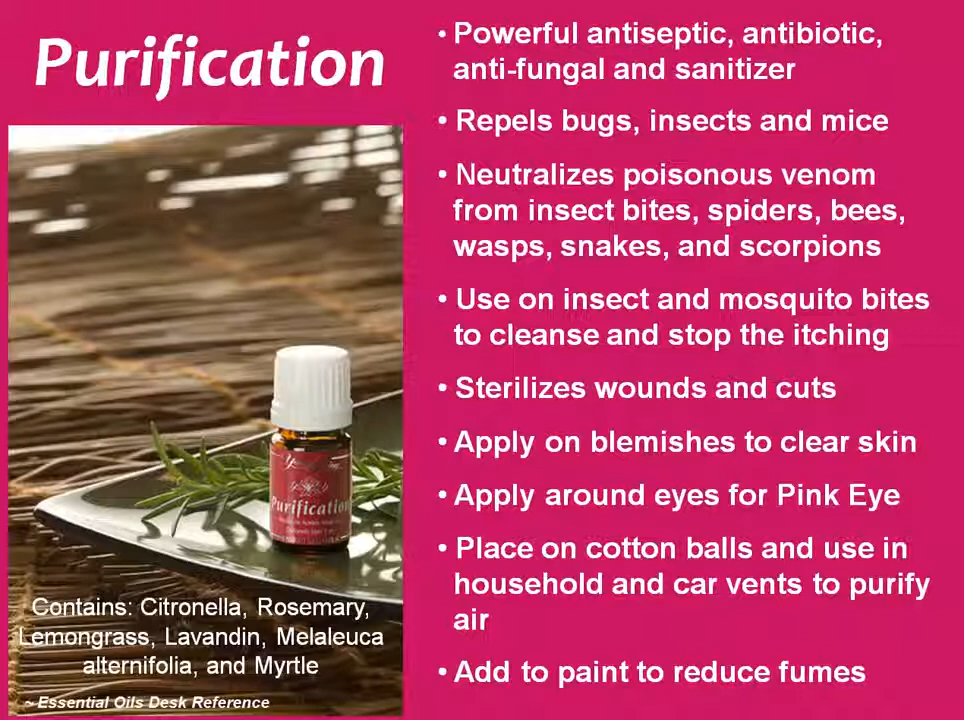 Purification
• Powerful antiseptic, antibiotic,
anti-fungal and sanitizer
• Repels bugs, insects and mice
• Neutralizes poisonous venom
from insect bites, spiders, bees,
wasps, snakes, and scorpions
• Use on insect and mosquito bites
to cleanse and stop the itching
• Sterilizes wounds and cuts
• Apply on blemishes to clear skin
• Apply around eyes for Pink Eye
• Place on cotton balls and use in
household and car vents to purify
air
• Add to paint to reduce fumes
Purification
Contains: Citronella, Rosemary,
Lemongrass, Lavandin, Melaleuca
alternifolia, and Myrtle
~ Essential Oils Desk Reference